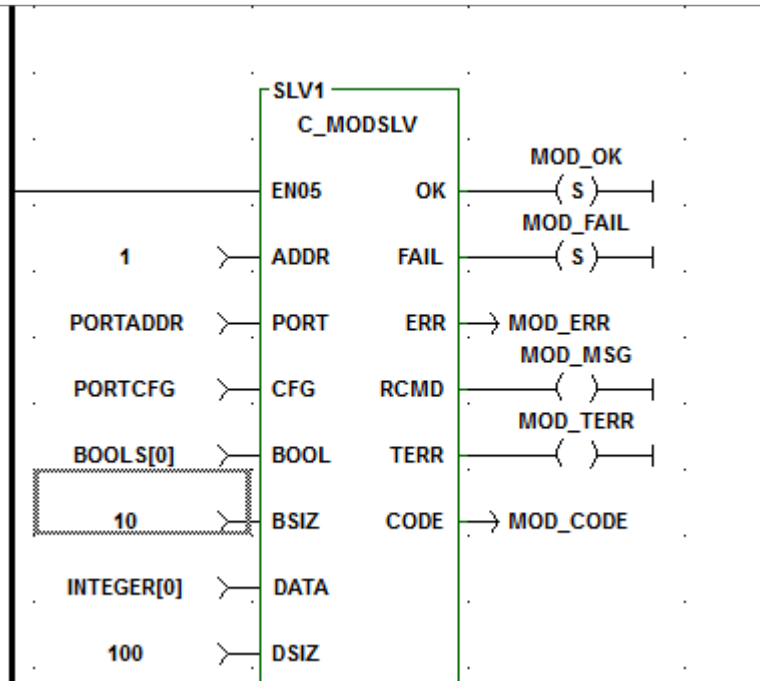 SLV1
C_MODSLV
MOD_OK
EN05 OK ( S )
MOD_FAIL
1 ADDR FAIL ( S )
PORTADDR PORT ERR MOD_ERR
MOD_MSG
PORTCFG CFG RCMD ( )
MOD_TERR
BOOLS[0] BOOL TERR ( )
10 BSIZ CODE MOD_CODE
INTEGER[0] DATA
100 DSIZ